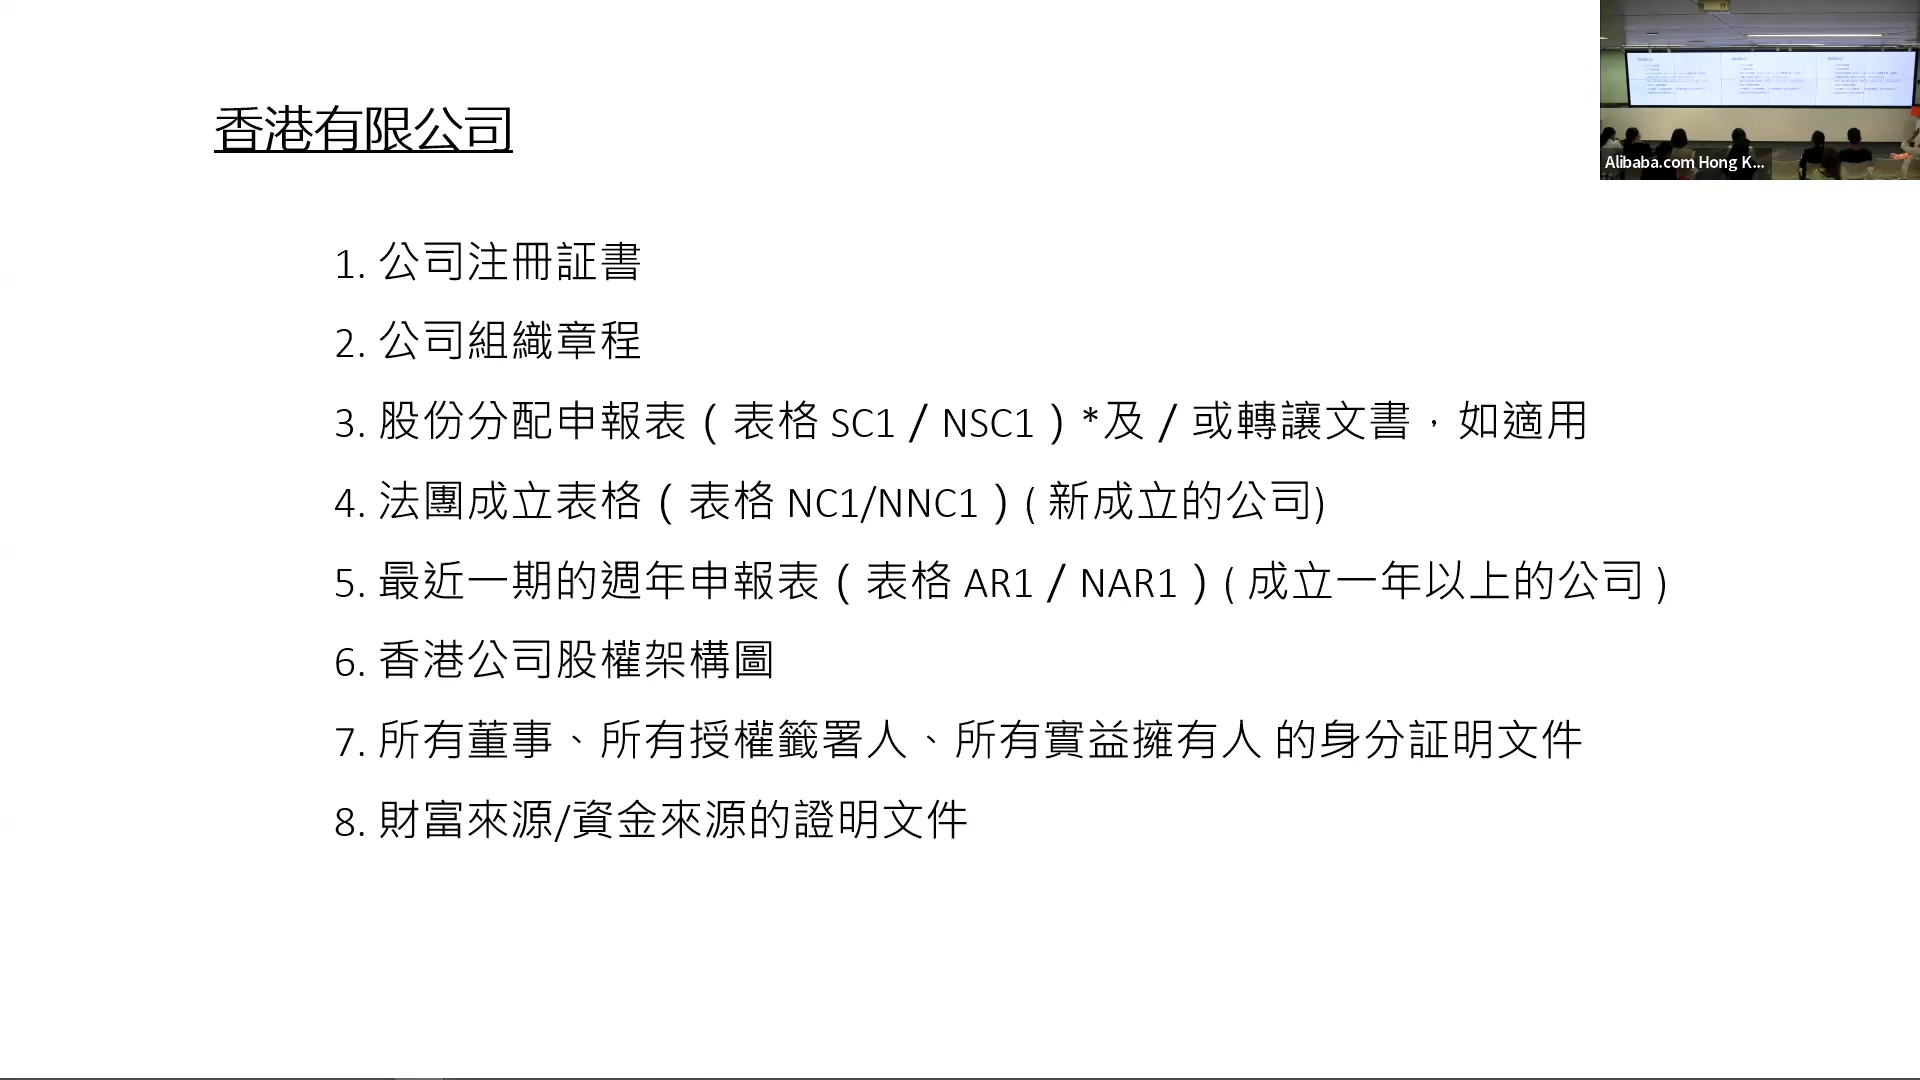 香港有限公司
Alibaba.com Hong K...
1. 公司注冊証書
2. 公司組織章程
3. 股份分配申報表（表格 SC1 / NSC1）*及 / 或轉讓文書，如適用
4. 法團成立表格（表格 NC1/NNC1）( 新成立的公司)
5. 最近一期的週年申報表（表格 AR1 / NAR1）( 成立一年以上的公司 )
6. 香港公司股權架構圖
7. 所有董事、所有授權籤署人、所有實益擁有人 的身分証明文件
8. 財富來源/資金來源的證明文件